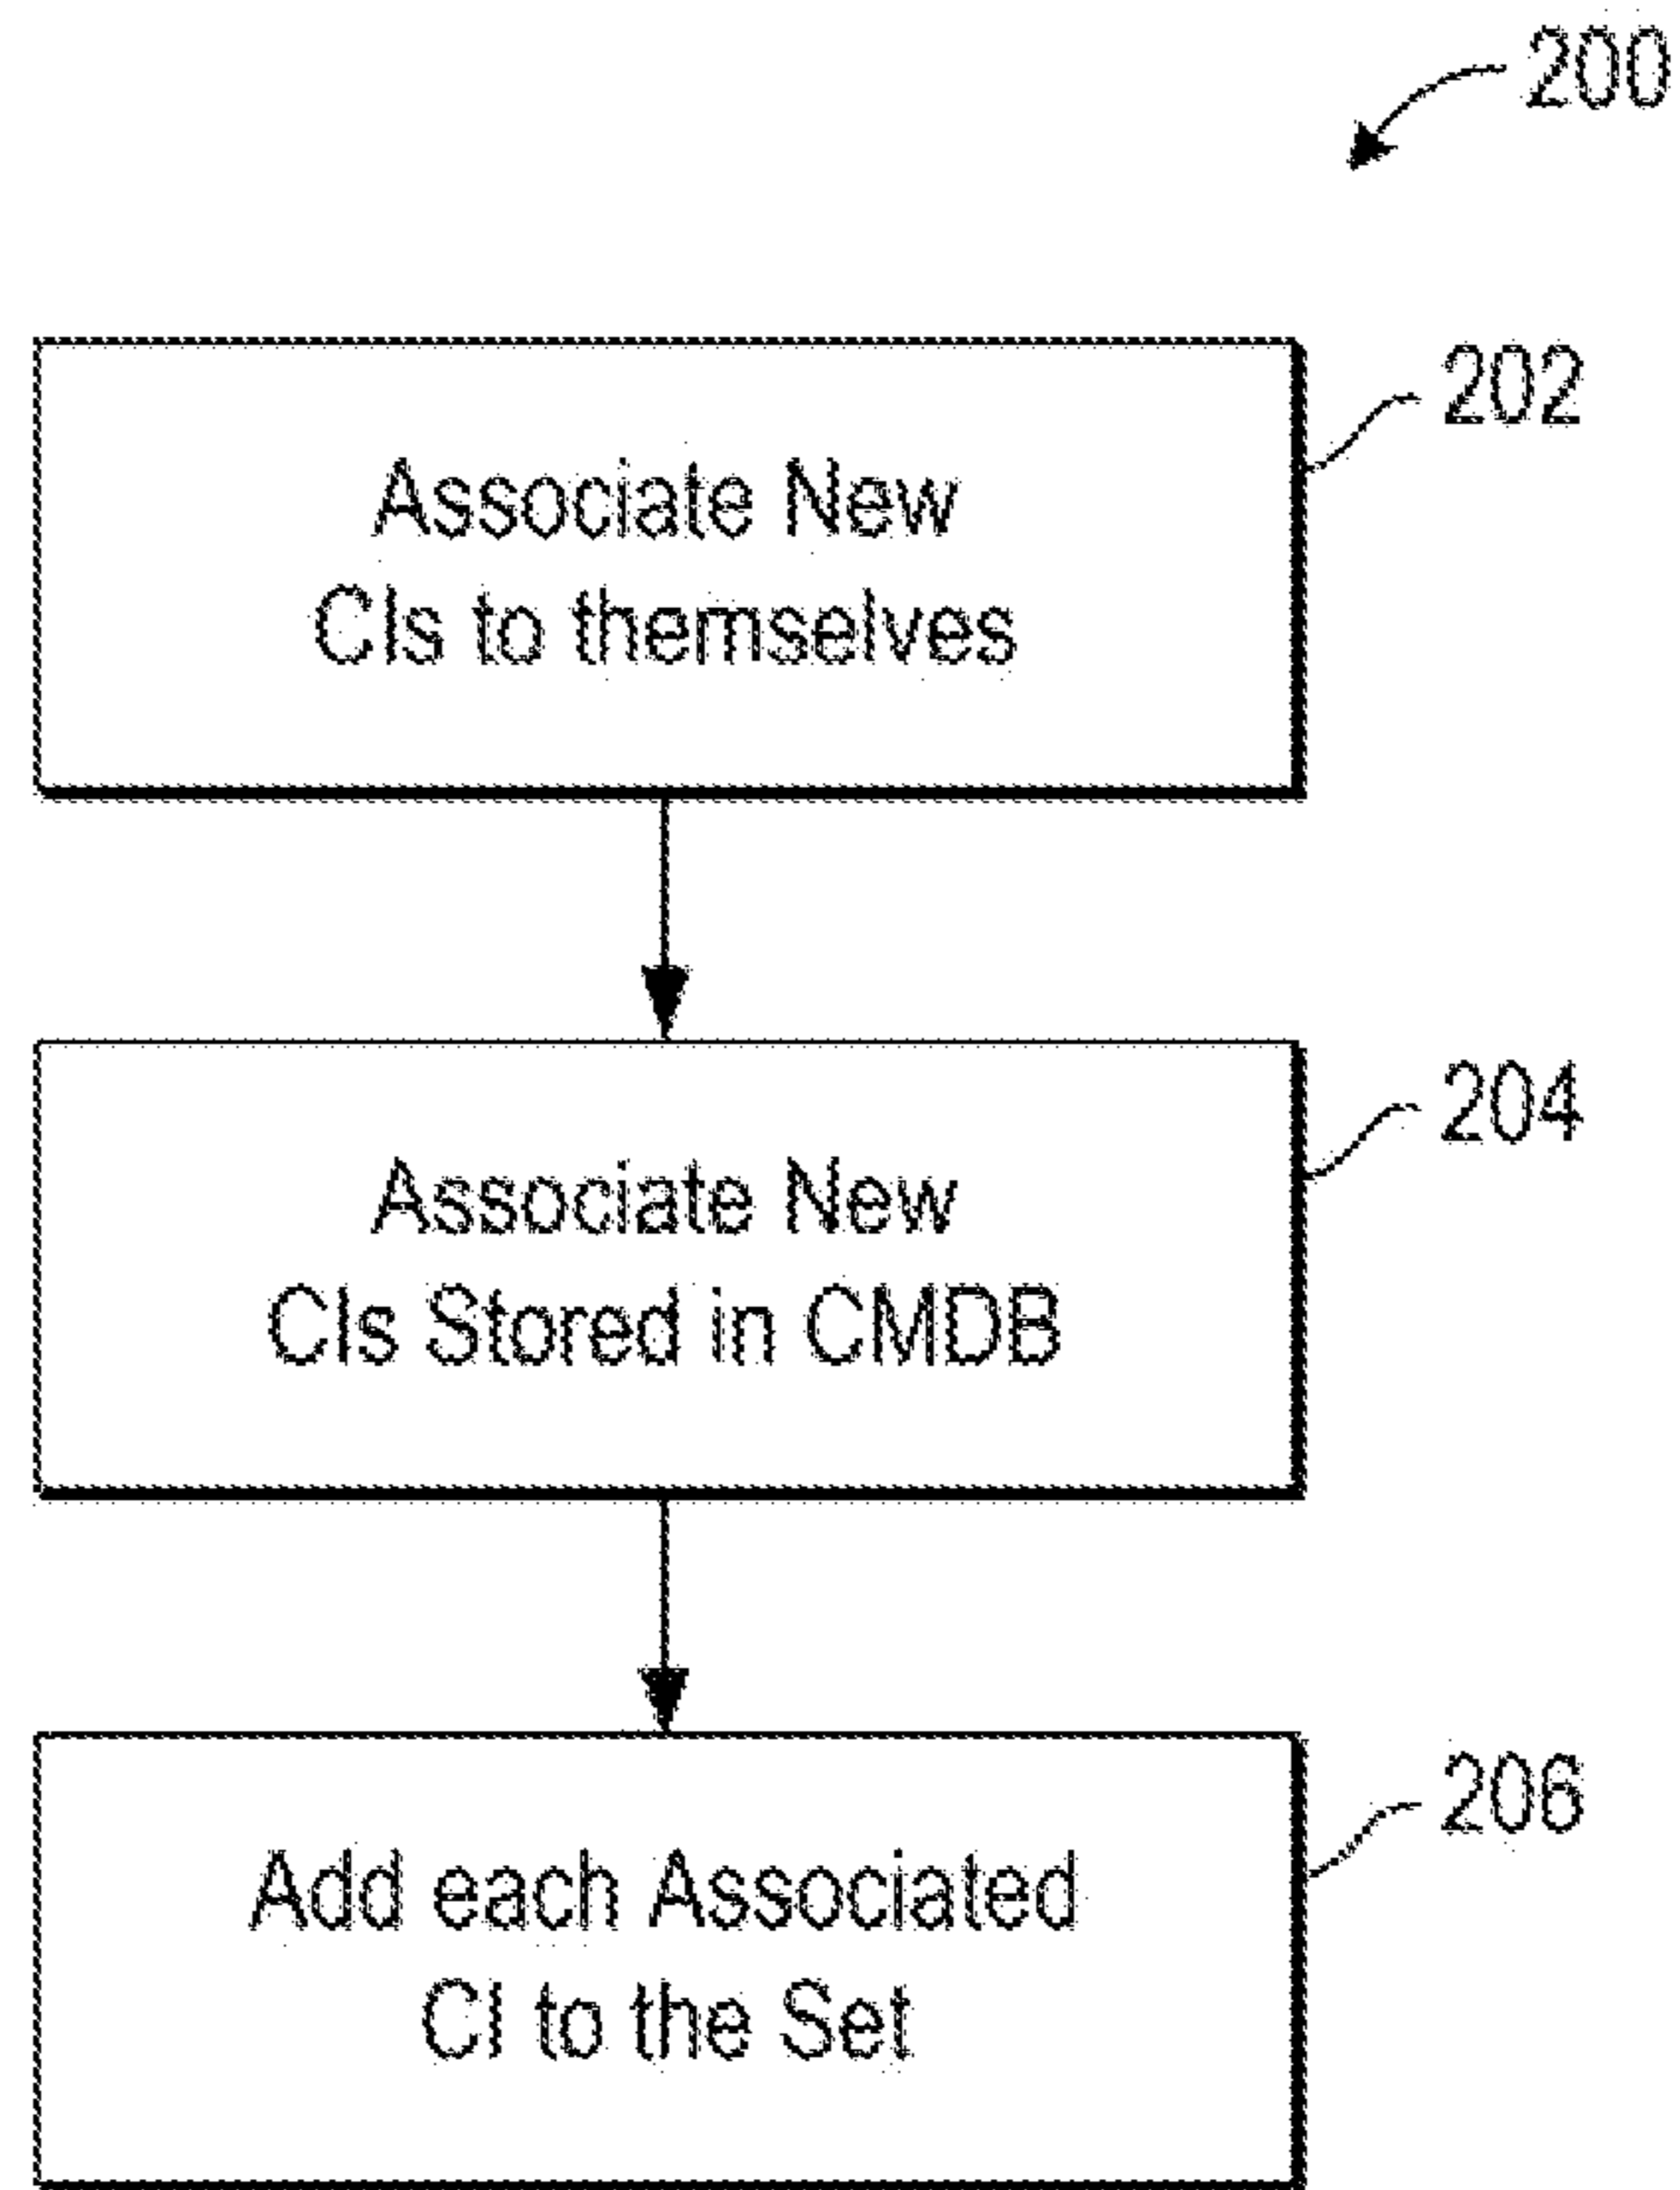 200
202
Associate New
CIs to themselves
204
Associate New
CIs Stored in CMDB
206
Add each Associated
CI to the Set